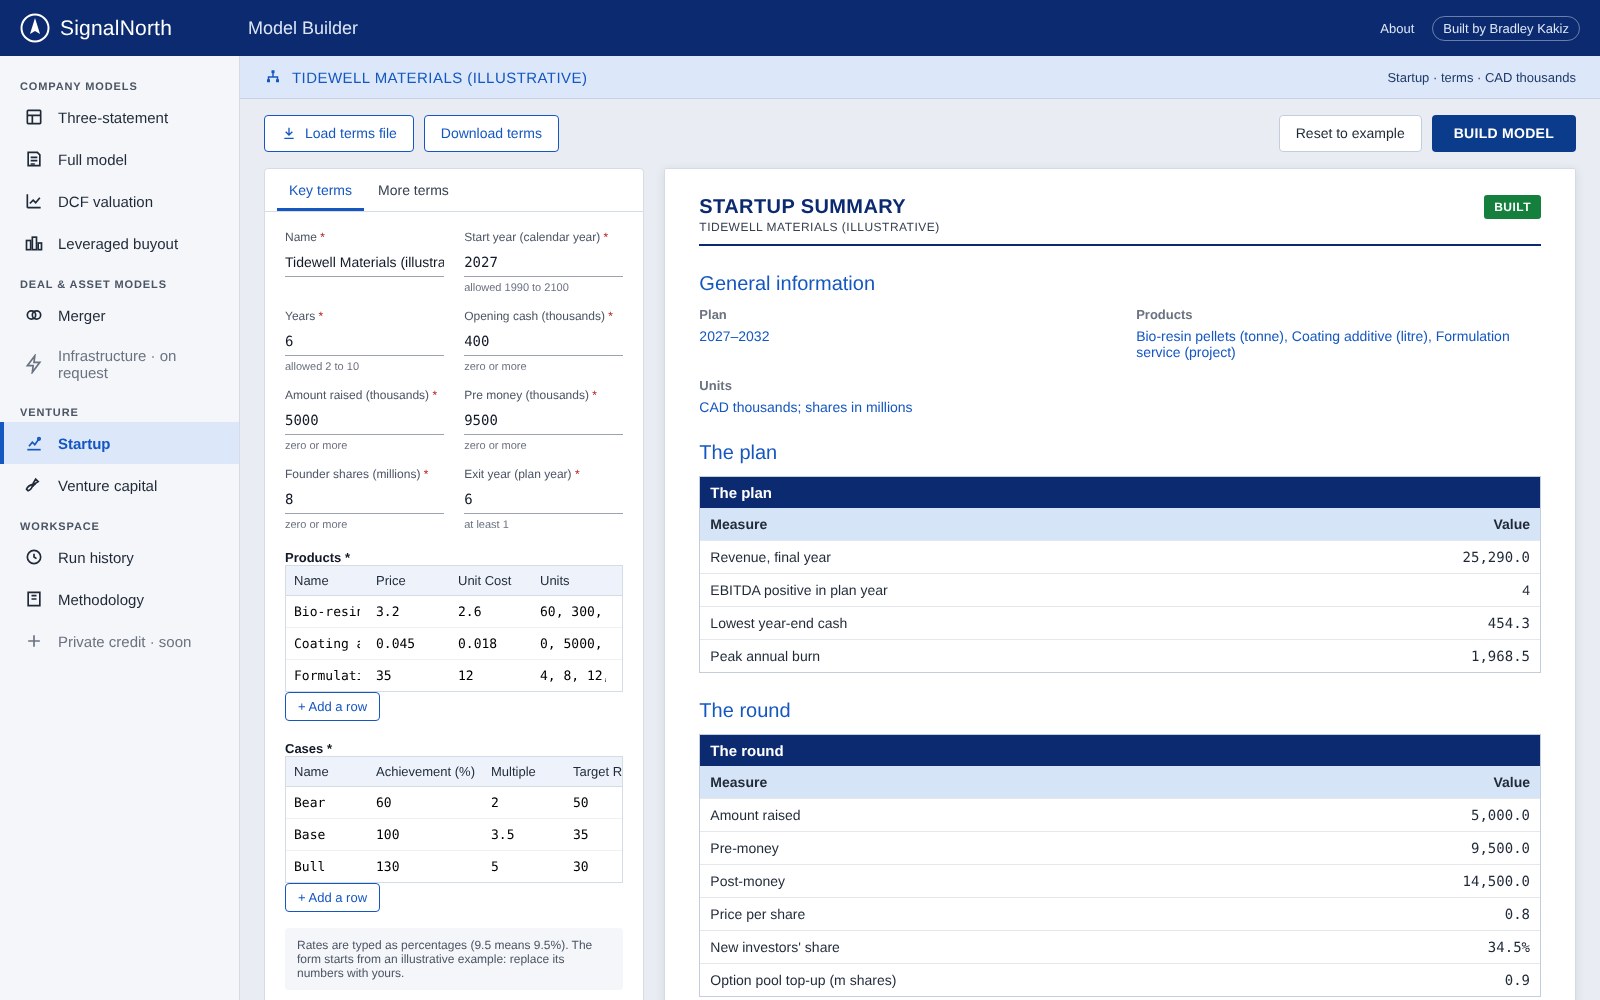 SignalNorth
Model Builder
About
Built by Bradley Kakiz
COMPANY MODELS
Three-statement
Full model
DCF valuation
Leveraged buyout
DEAL & ASSET MODELS
Merger
Infrastructure · on
request
VENTURE
Startup
Venture capital
WORKSPACE
Run history
Methodology
Private credit · soon
TIDEWELL MATERIALS (ILLUSTRATIVE)
Startup · terms · CAD thousands
Load terms file
Download terms
Reset to example
BUILD MODEL
Key terms
More terms
Name *
Start year (calendar year) *
Tidewell Materials (illustra
2027
allowed 1990 to 2100
Years *
Opening cash (thousands) *
6
400
allowed 2 to 10
zero or more
Amount raised (thousands) *
Pre money (thousands) *
5000
9500
zero or more
zero or more
Founder shares (millions) *
Exit year (plan year) *
8
6
zero or more
at least 1
Products *
Name Price Unit Cost Units
Bio-resin 3.2 2.6 60, 300,
Coating a 0.045 0.018 0, 5000,
Formulati 35 12 4, 8, 12,
+ Add a row
Cases *
Name Achievement (%) Multiple Target R
Bear 60 2 50
Base 100 3.5 35
Bull 130 5 30
+ Add a row
Rates are typed as percentages (9.5 means 9.5%). The
form starts from an illustrative example: replace its
numbers with yours.
STARTUP SUMMARY
BUILT
TIDEWELL MATERIALS (ILLUSTRATIVE)
General information
Plan
2027–2032
Products
Bio-resin pellets (tonne), Coating additive (litre), Formulation
service (project)
Units
CAD thousands; shares in millions
The plan
The plan
Measure Value
Revenue, final year 25,290.0
EBITDA positive in plan year 4
Lowest year-end cash 454.3
Peak annual burn 1,968.5
The round
The round
Measure Value
Amount raised 5,000.0
Pre-money 9,500.0
Post-money 14,500.0
Price per share 0.8
New investors' share 34.5%
Option pool top-up (m shares) 0.9